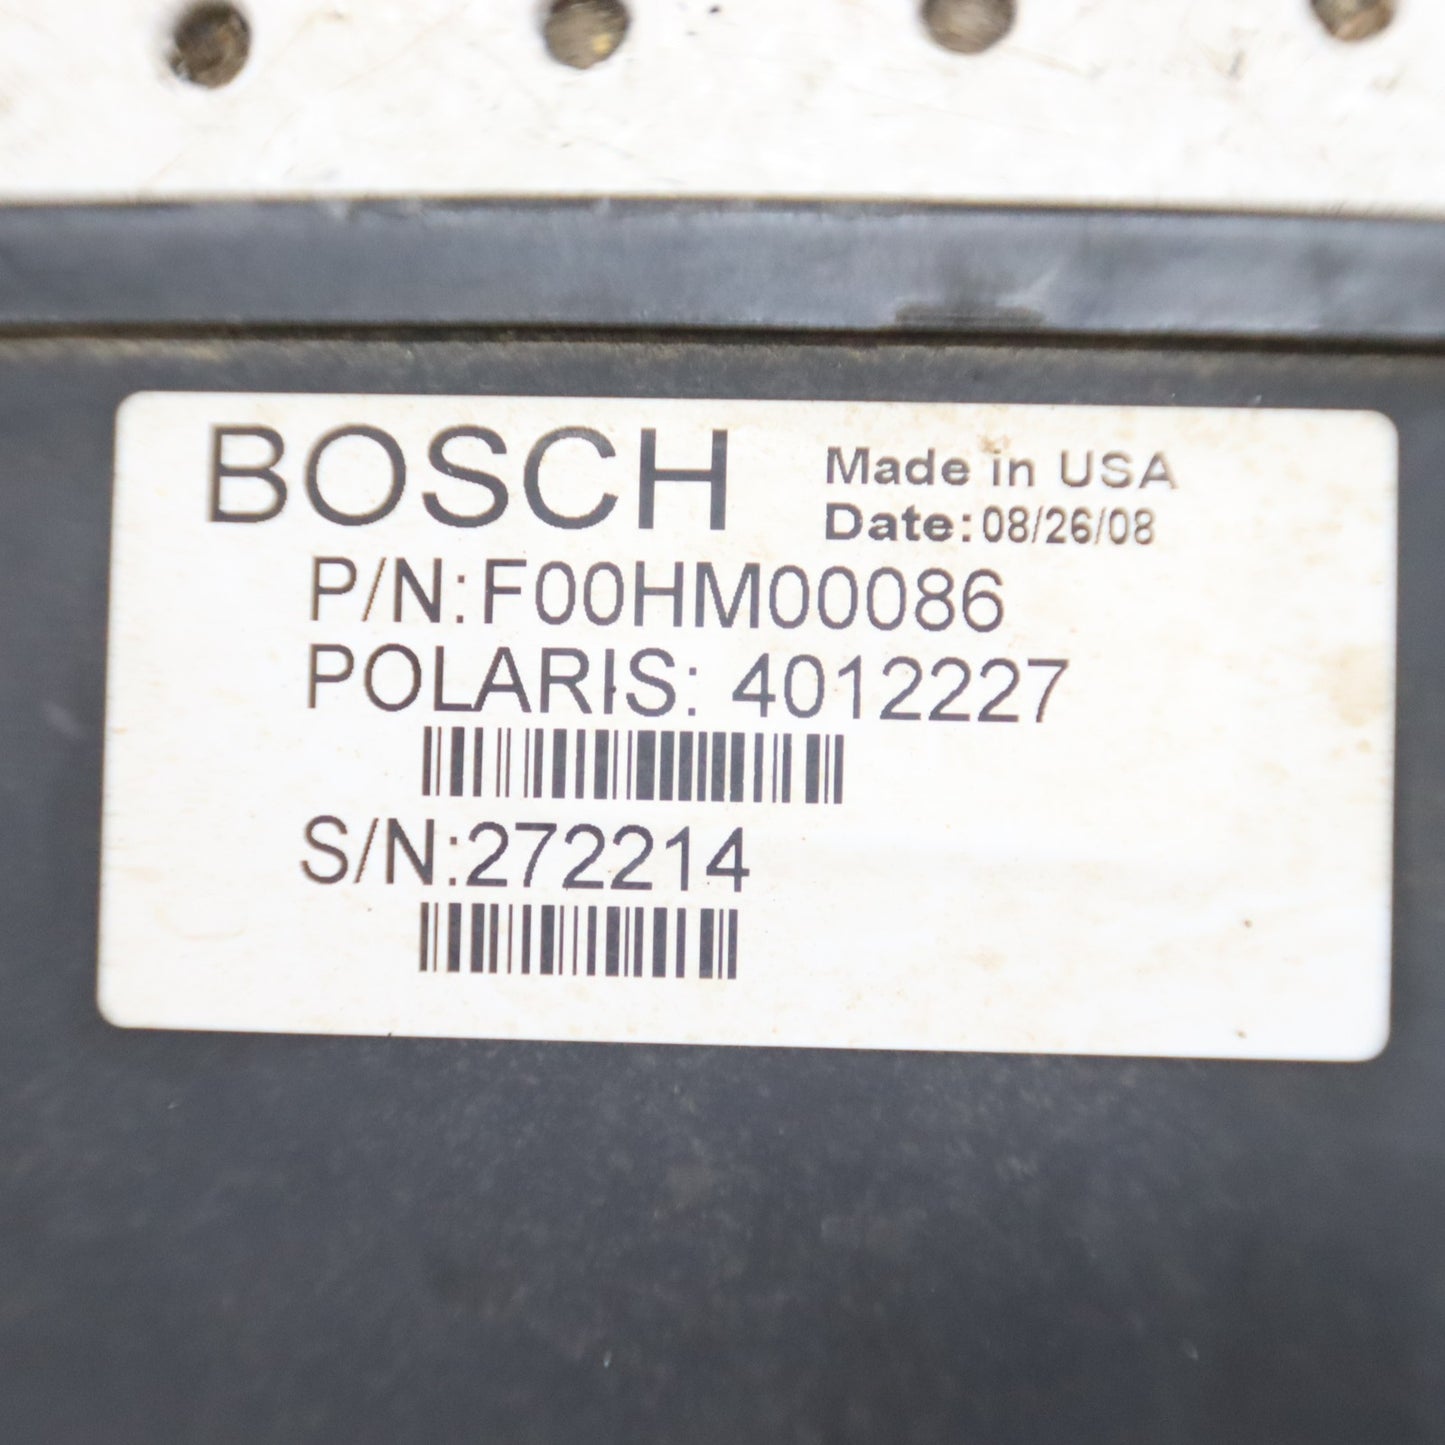 BOSCH
Made in USA
Date: 08/26/08
P/N: F00HM00086
POLARIS: 4012227
S/N:272214